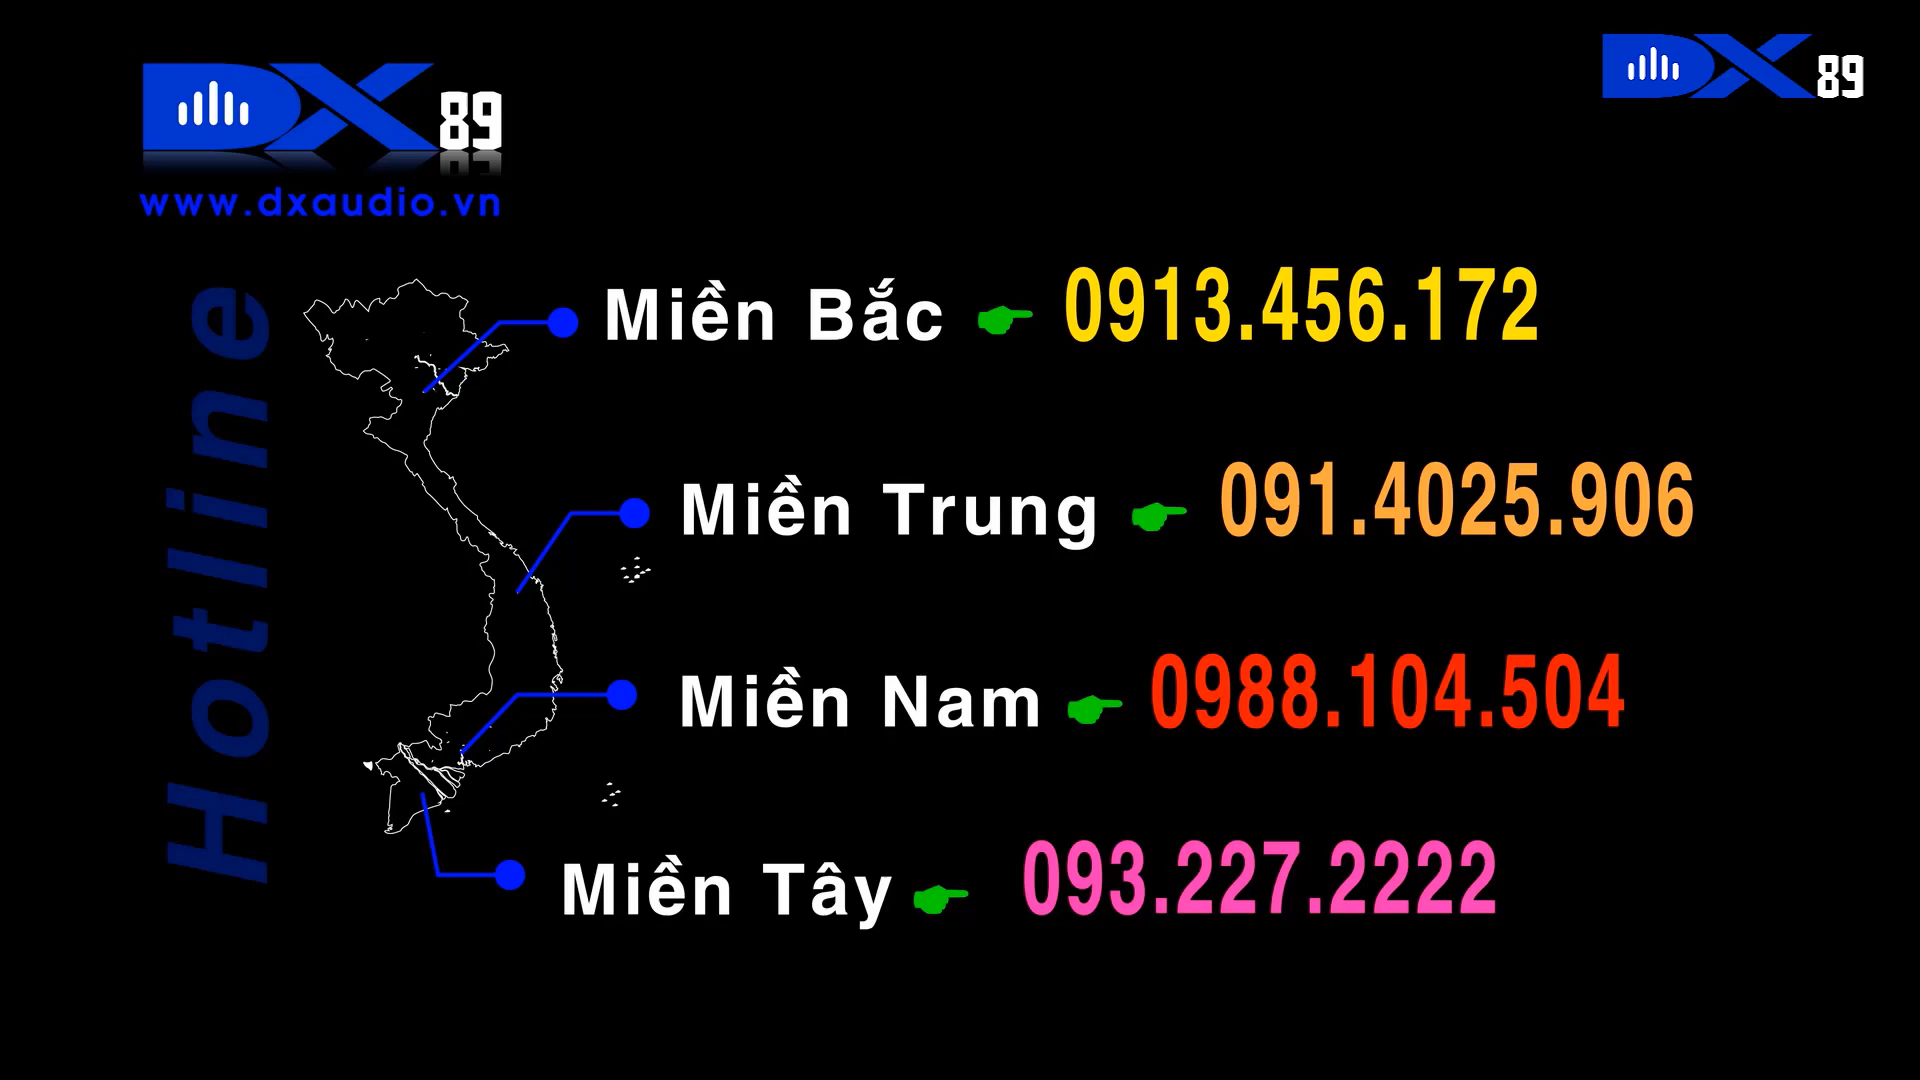 DX 89
DX 89
www.dxaudio.vn
Hotline
Miền Bắc 0913.456.172
Miền Trung 091.4025.906
Miền Nam 0988.104.504
Miền Tây 093.227.2222